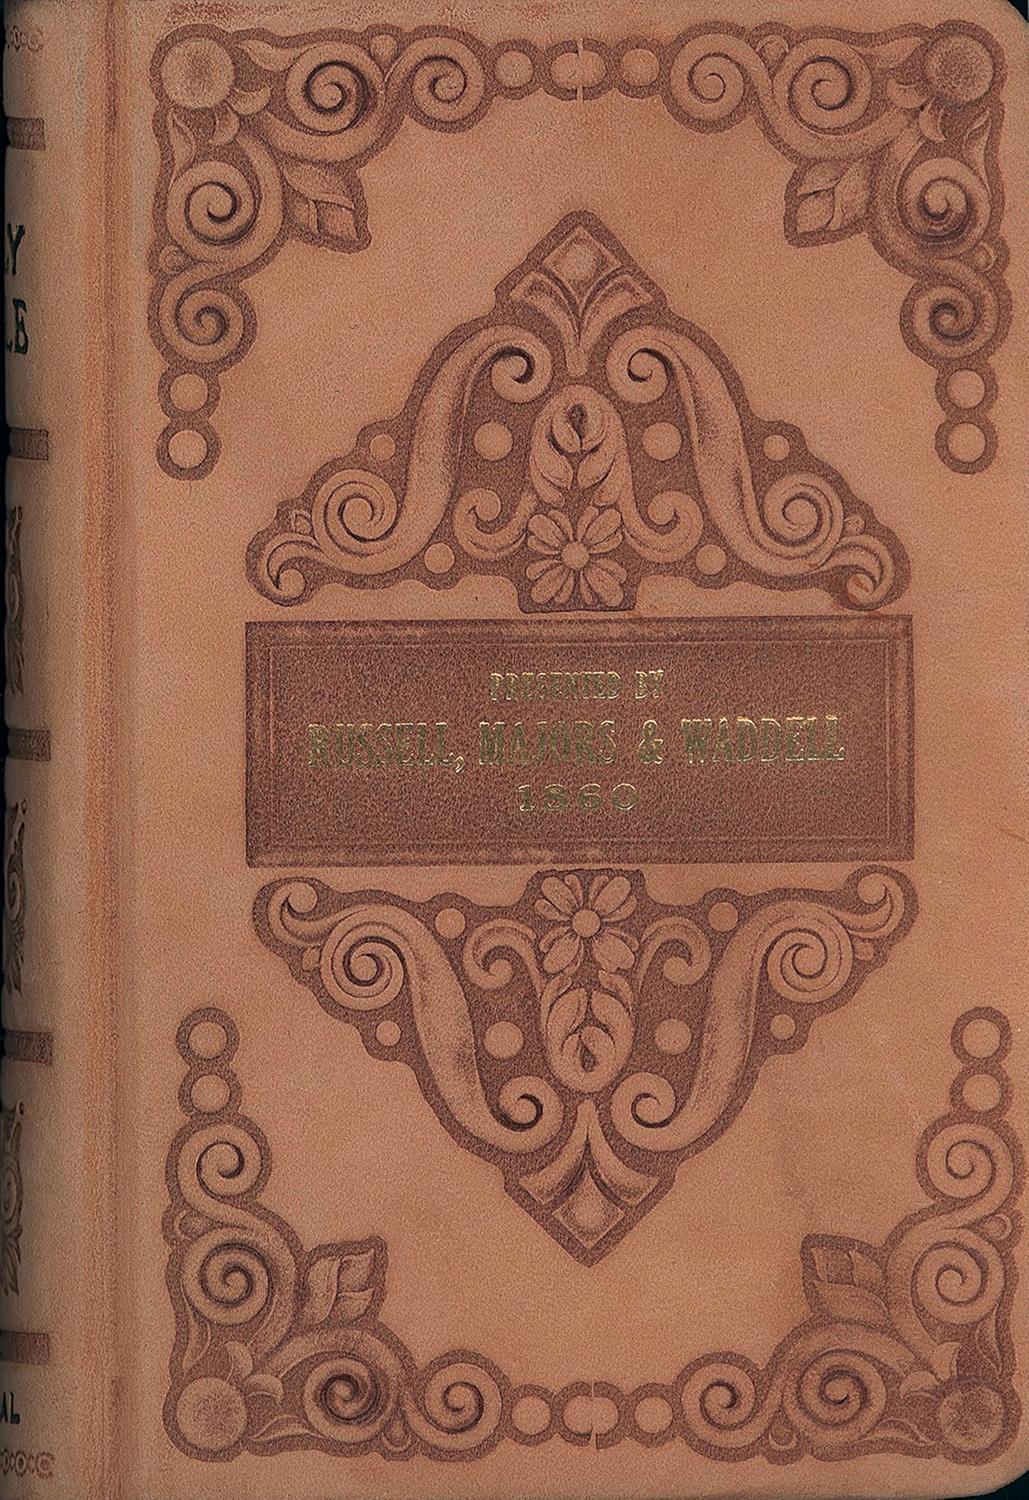 PRESENTED BY
RUSSELL, MAJORS & WADDELL
1860